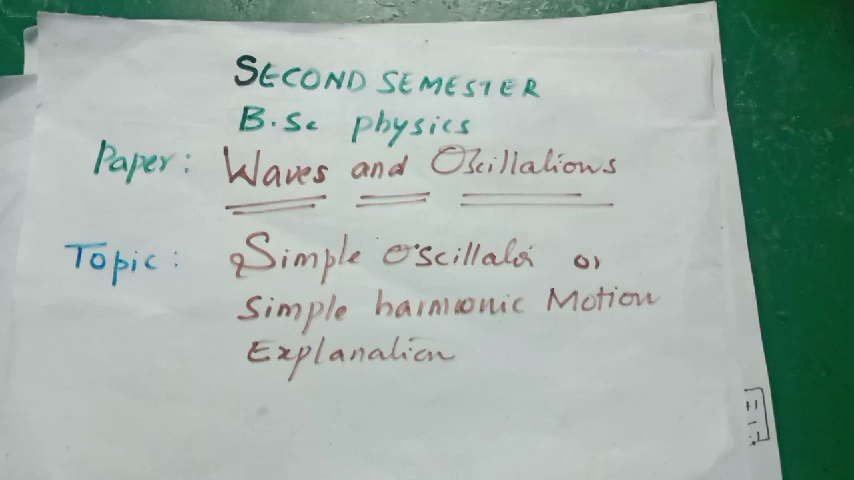 SECOND SEMESTER
B.Sc physics
Paper: Waves and Oscillations
Topic: Simple Oscillator or
Simple harmonic Motion
Explanation